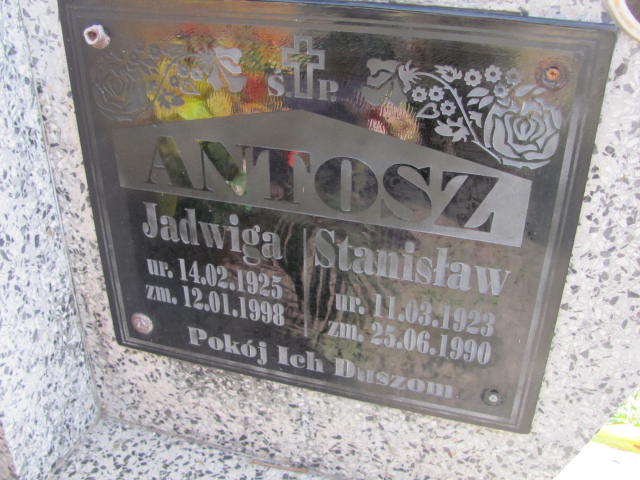 Ś. P.
ANTOSZ
Jadwiga
ur. 14.02.1925
zm. 12.01.1998
Stanisław
ur. 11.03.1923
zm. 25.06.1990
Pokój Ich Duszom